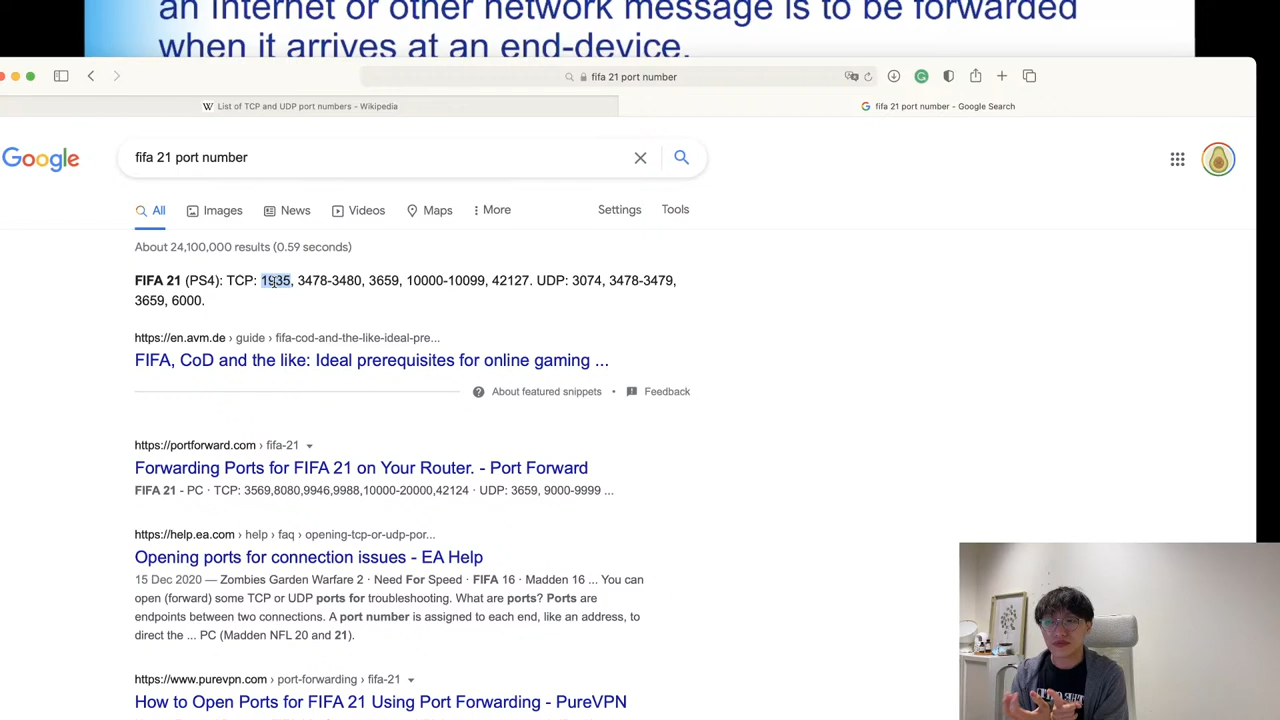 an Internet or other network message is to be forwarded
when it arrives at an end-device.
fifa 21 port number
List of TCP and UDP port numbers - Wikipedia
fifa 21 port number - Google Search
Google
fifa 21 port number
All
Images
News
Videos
Maps
More
Settings
Tools
About 24,100,000 results (0.59 seconds)
FIFA 21 (PS4): TCP: 1935, 3478-3480, 3659, 10000-10099, 42127. UDP: 3074, 3478-3479,
3659, 6000.
https://en.avm.de › guide › fifa-cod-and-the-like-ideal-pre...
FIFA, CoD and the like: Ideal prerequisites for online gaming ...
About featured snippets • Feedback
https://portforward.com › fifa-21
Forwarding Ports for FIFA 21 on Your Router. - Port Forward
FIFA 21 - PC · TCP: 3569,8080,9946,9988,10000-20000,42124 · UDP: 3659, 9000-9999 ...
https://help.ea.com › help › faq › opening-tcp-or-udp-por...
Opening ports for connection issues - EA Help
15 Dec 2020 — Zombies Garden Warfare 2 · Need For Speed · FIFA 16 · Madden 16 ... You can
open (forward) some TCP or UDP ports for troubleshooting. What are ports? Ports are
endpoints between two connections. A port number is assigned to each end, like an address, to
direct the ... PC (Madden NFL 20 and 21).
https://www.purevpn.com › port-forwarding › fifa-21
How to Open Ports for FIFA 21 Using Port Forwarding - PureVPN